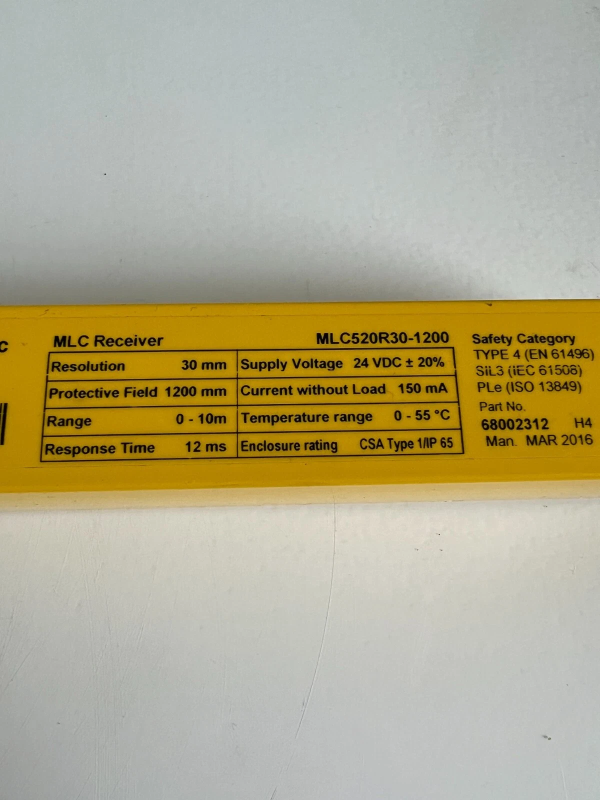 c
MLC Receiver MLC520R30-1200
Resolution 30 mm Supply Voltage 24 VDC ± 20%
Protective Field 1200 mm Current without Load 150 mA
Range 0 - 10m Temperature range 0 - 55 °C
Response Time 12 ms Enclosure rating CSA Type 1/IP 65
Safety Category
TYPE 4 (EN 61496)
SiL3 (IEC 61508)
PLe (ISO 13849)
Part No.
68002312 H4
Man. MAR 2016